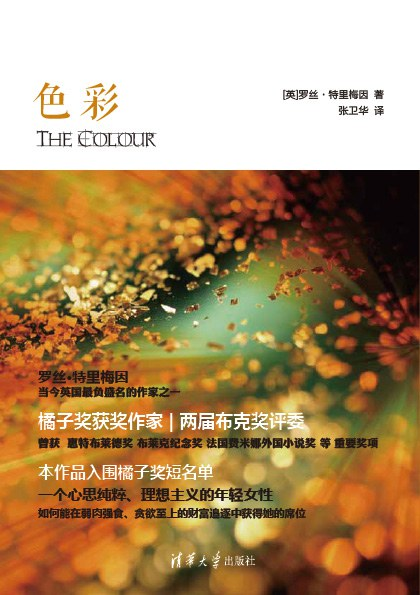 色彩
THE COLOUR
[英]罗丝·特里梅因 著
张卫华 译
罗丝·特里梅因
当今英国最负盛名的作家之一
橘子奖获奖作家 | 两届布克奖评委
曾获 惠特布莱德奖 布莱克纪念奖 法国费米娜外国小说奖 等 重要奖项
本作品入围橘子奖短名单
一个心思纯粹、理想主义的年轻女性
如何能在弱肉强食、贪欲至上的财富追逐中获得她的席位
清华大学出版社